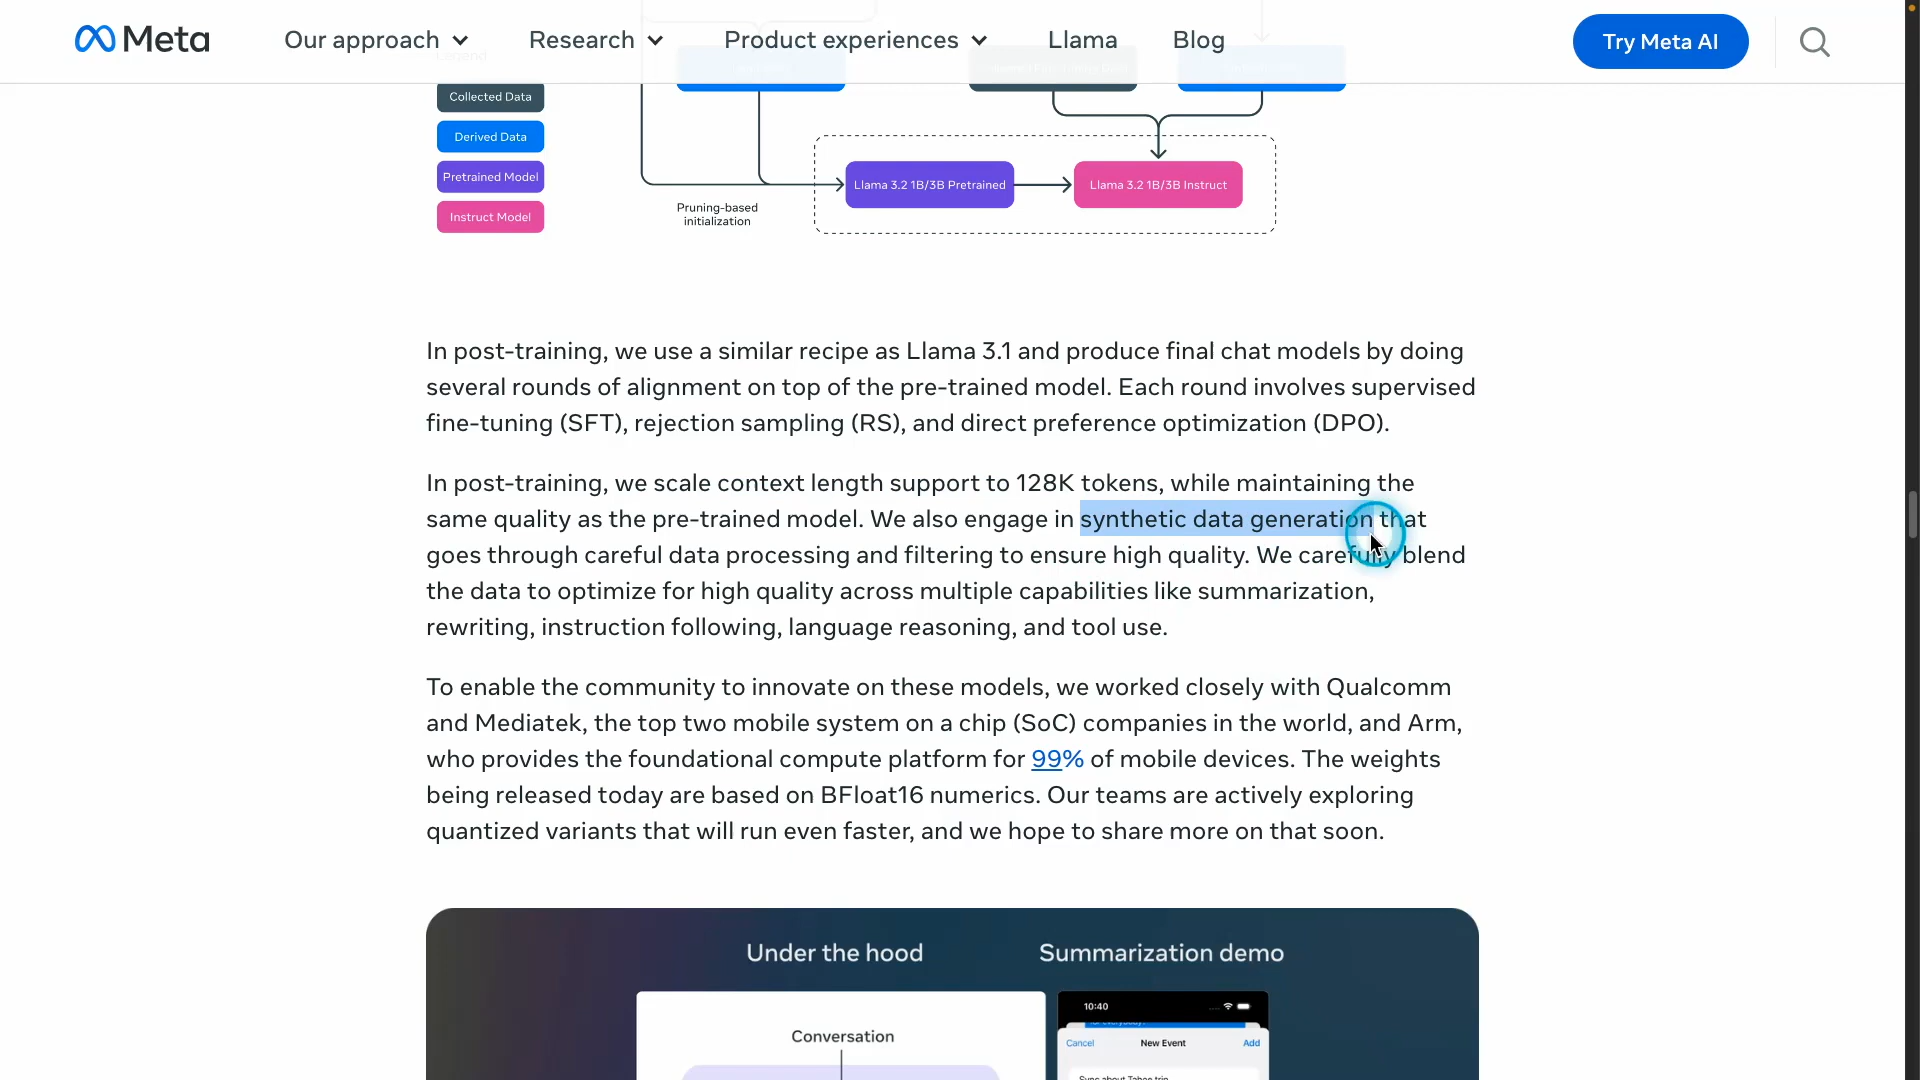 Meta
Our approach
Research
Product experiences
Llama
Blog
Try Meta AI
Collected Data
Derived Data
Pretrained Model
Instruct Model
Llama 3.2 1B/3B Pretrained
Llama 3.2 1B/3B Instruct
Pruning-based
initialization
In post-training, we use a similar recipe as Llama 3.1 and produce final chat models by doing
several rounds of alignment on top of the pre-trained model. Each round involves supervised
fine-tuning (SFT), rejection sampling (RS), and direct preference optimization (DPO).
In post-training, we scale context length support to 128K tokens, while maintaining the
same quality as the pre-trained model. We also engage in synthetic data generation that
goes through careful data processing and filtering to ensure high quality. We carefully blend
the data to optimize for high quality across multiple capabilities like summarization,
rewriting, instruction following, language reasoning, and tool use.
To enable the community to innovate on these models, we worked closely with Qualcomm
and Mediatek, the top two mobile system on a chip (SoC) companies in the world, and Arm,
who provides the foundational compute platform for 99% of mobile devices. The weights
being released today are based on BFloat16 numerics. Our teams are actively exploring
quantized variants that will run even faster, and we hope to share more on that soon.
Under the hood
Summarization demo
Conversation
10:40
Cancel
New Event
Add
Sync about Tahoe trip